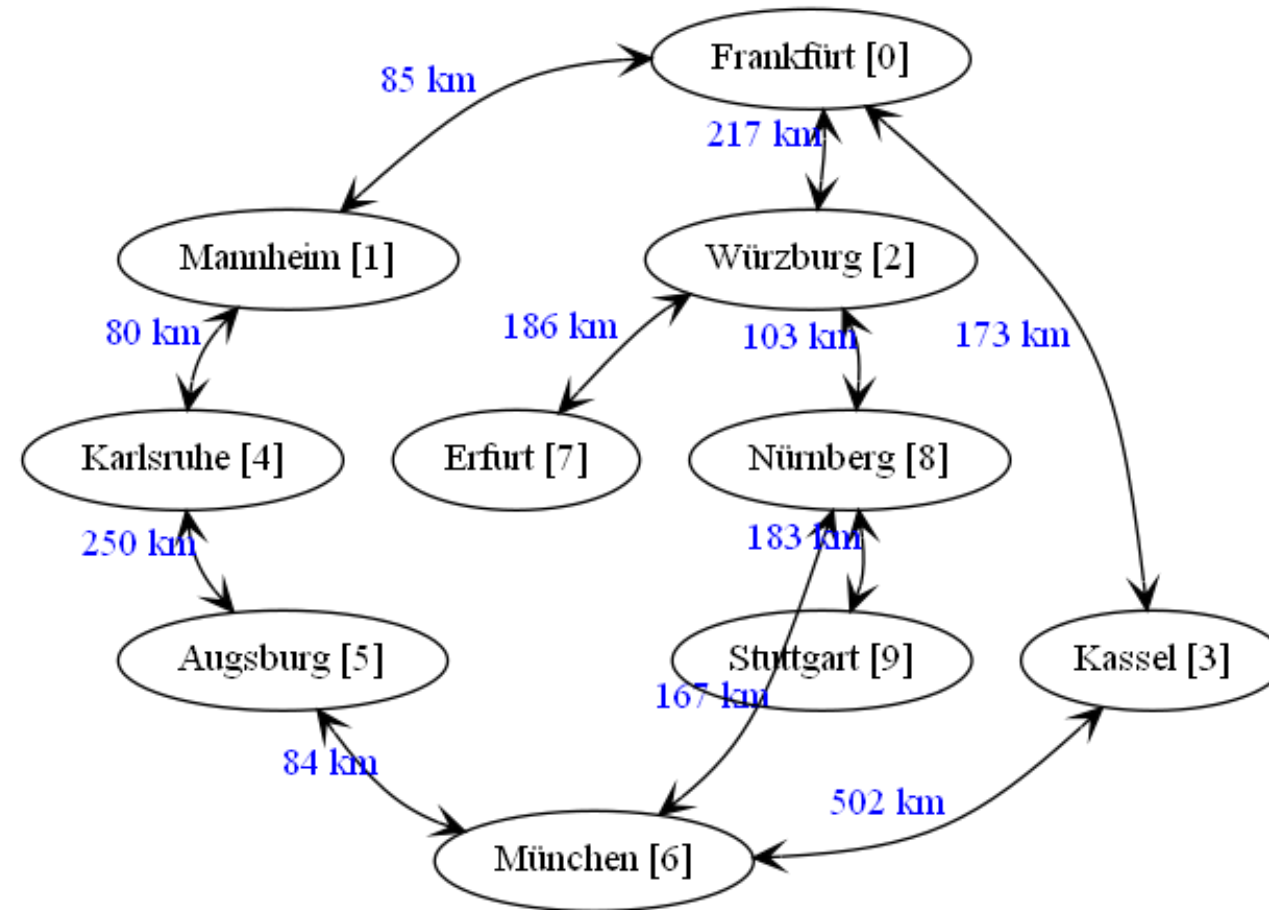 Frankfürt [0]
85 km
217 km
Mannheim [1]
Würzburg [2]
80 km
186 km
103 km
173 km
Karlsruhe [4]
Erfurt [7]
Nürnberg [8]
250 km
183 km
Augsburg [5]
Stuttgart [9]
Kassel [3]
167 km
84 km
502 km
München [6]